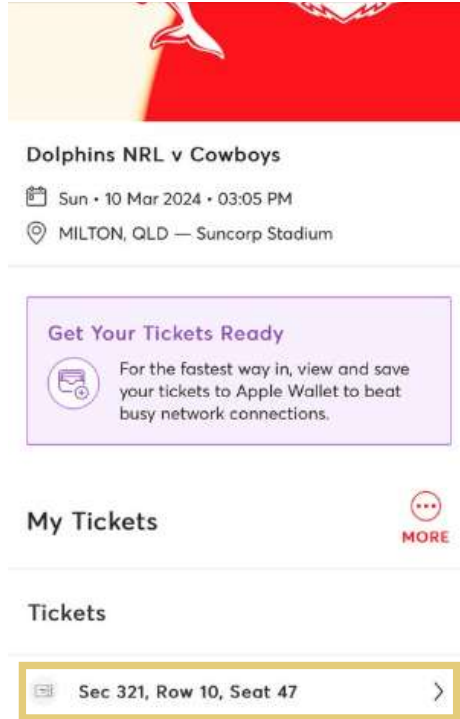 Dolphins NRL v Cowboys
Sun • 10 Mar 2024 • 03:05 PM
MILTON, QLD — Suncorp Stadium
Get Your Tickets Ready
For the fastest way in, view and save
your tickets to Apple Wallet to beat
busy network connections.
My Tickets
MORE
Tickets
Sec 321, Row 10, Seat 47